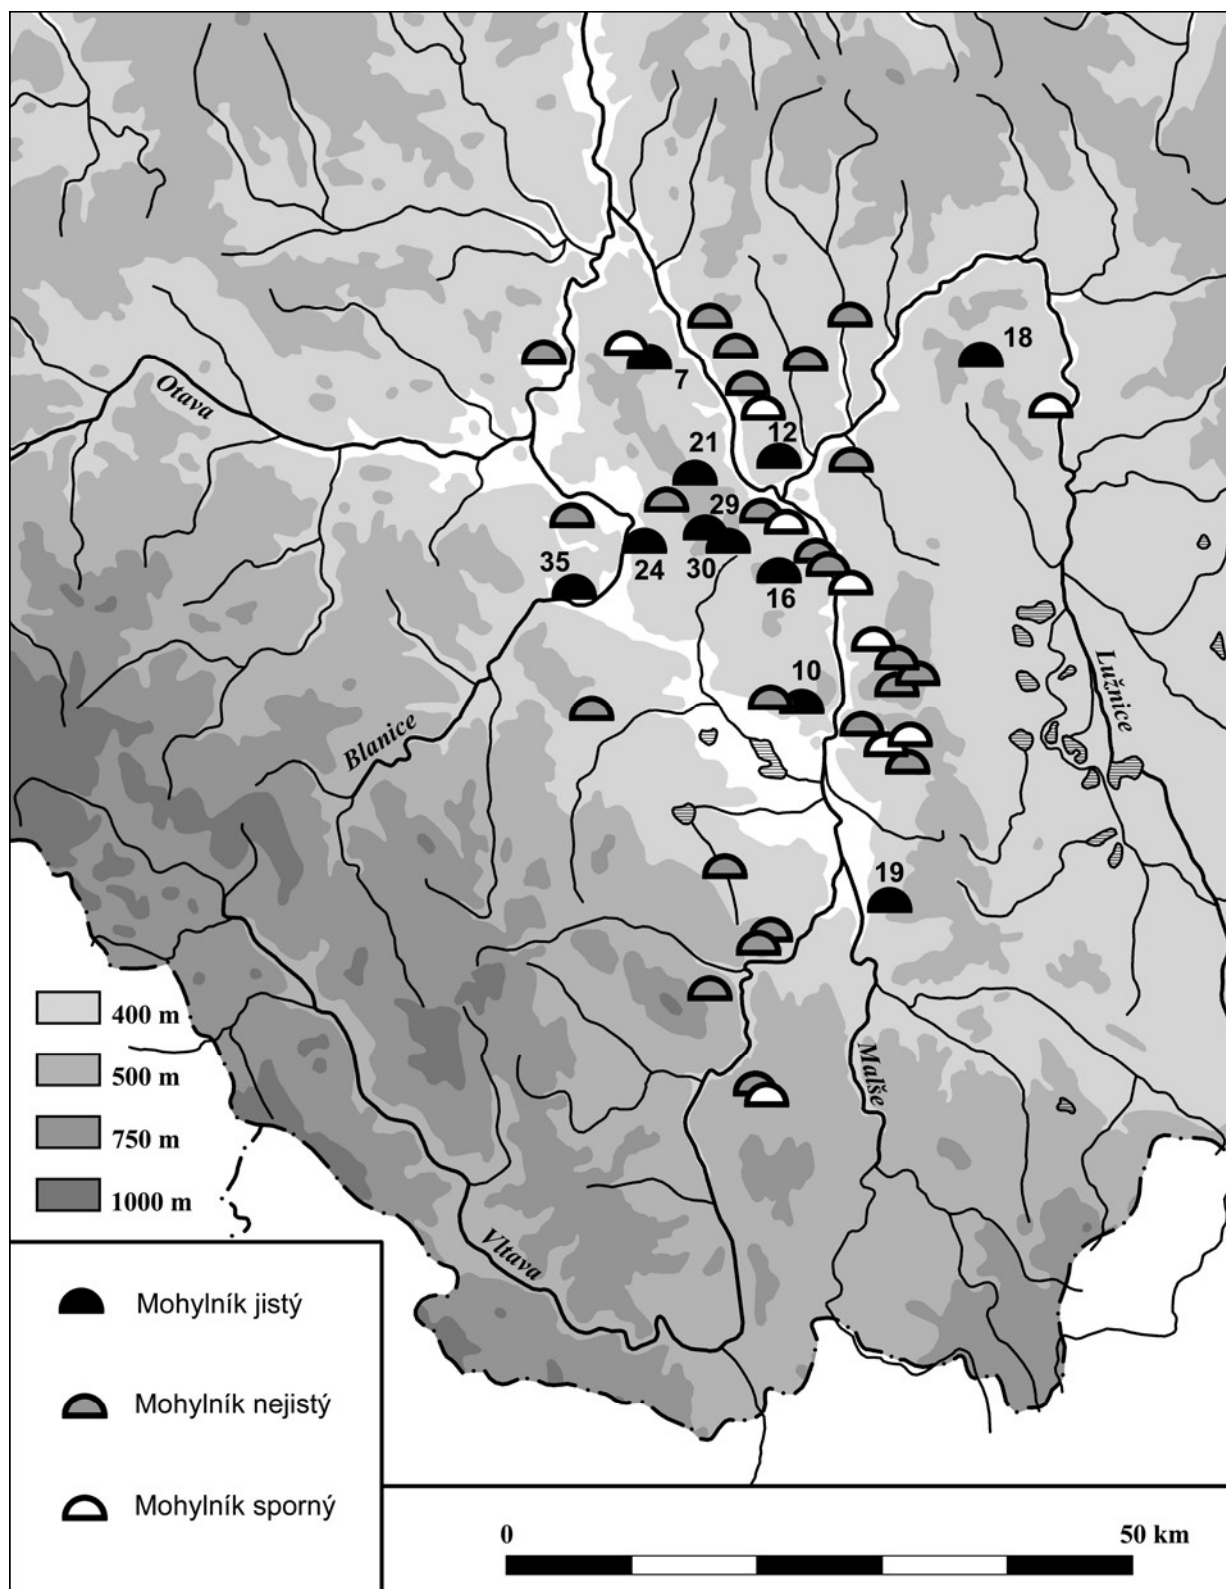 18
7
Otava
12
21
29
35
24
30
16
10
Lužnice
Blanice
19
400 m
Malše
500 m
750 m
1000 m
Vltava
Mohylník jistý
Mohylník nejistý
Mohylník sporný
0
50 km